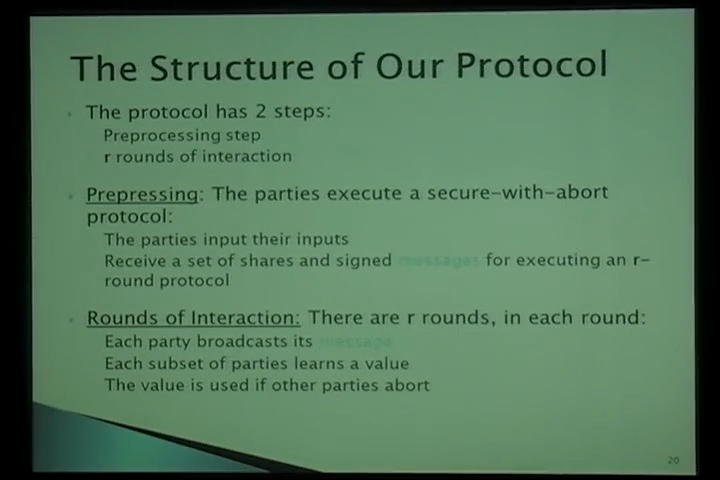 The Structure of Our Protocol
The protocol has 2 steps:
Preprocessing step
r rounds of interaction
Prepressing: The parties execute a secure-with-abort
protocol:
The parties input their inputs
Receive a set of shares and signed messages for executing an r-
round protocol
Rounds of Interaction: There are r rounds, in each round:
Each party broadcasts its message
Each subset of parties learns a value
The value is used if other parties abort
20